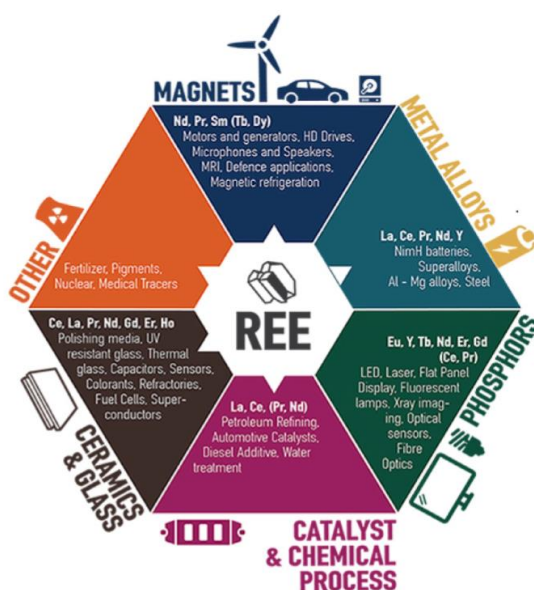 MAGNETS
Nd, Pr, Sm (Tb, Dy)
Motors and generators, HD Drives,
Microphones and Speakers,
MRI, Defence applications,
Magnetic refrigeration
METAL ALLOYS
La, Ce, Pr, Nd, Y
NimH batteries,
Superalloys,
Al - Mg alloys, Steel
OTHER
Fertilizer, Pigments,
Nuclear, Medical Tracers
REE
Ce, La, Pr, Nd, Gd, Er, Ho
Polishing media, UV
resistant glass, Thermal
glass, Capacitors, Sensors,
Colorants, Refractories,
Fuel Cells, Super-
conductors
CERAMICS
& GLASS
La, Ce, (Pr, Nd)
Petroleum Refining,
Automotive Catalysts,
Diesel Additive, Water
treatment
CATALYST
& CHEMICAL
PROCESS
Eu, Y, Tb, Nd, Er, Gd
(Ce, Pr)
LED, Laser, Flat Panel
Display, Fluorescent
lamps, Xray imag-
ing, Optical
sensors,
Fibre
Optics
PHOSPHORS